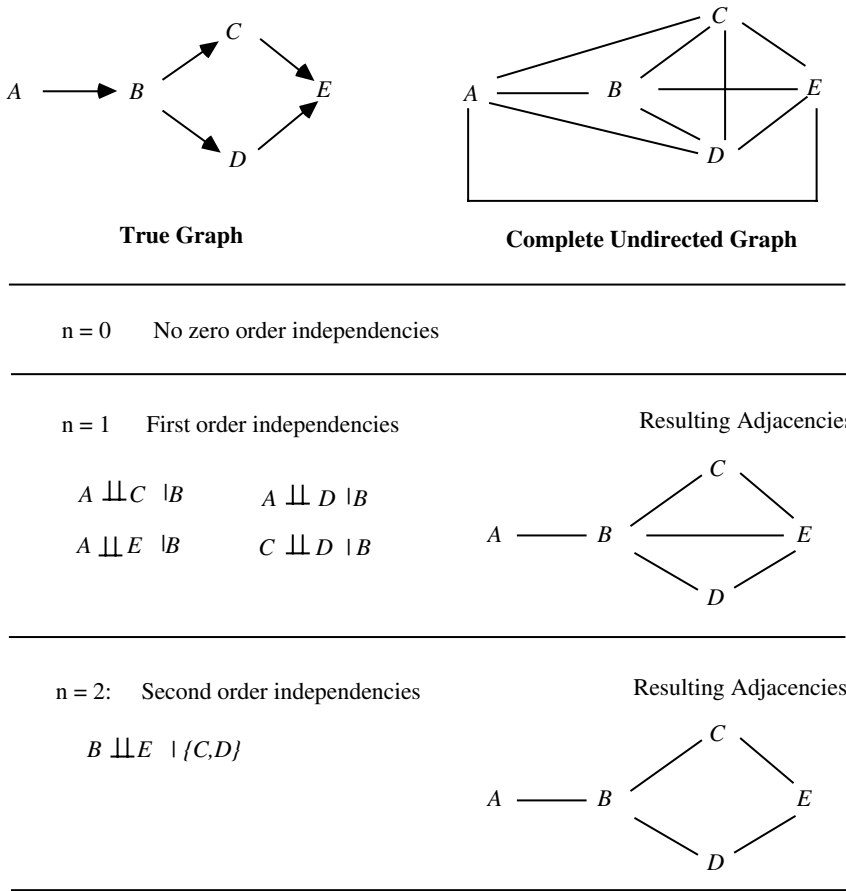 C
A B E
D
True Graph
C
A B E
D
Complete Undirected Graph
n = 0 No zero order independencies
n = 1 First order independencies
Resulting Adjacencies
A ⫫ C | B A ⫫ D | B
A ⫫ E | B C ⫫ D | B
C
A B E
D
n = 2: Second order independencies
Resulting Adjacencies
B ⫫ E | {C,D}
C
A B E
D